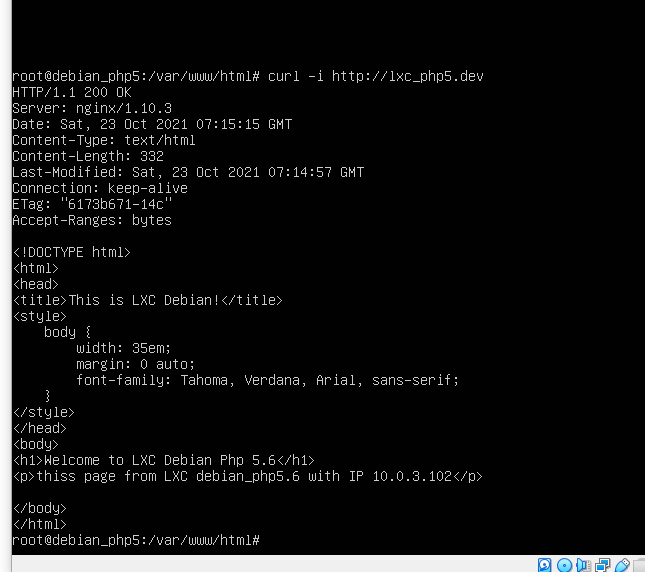 root@debian_php5:/var/www/html# curl -i http://lxc_php5.dev
HTTP/1.1 200 OK
Server: nginx/1.10.3
Date: Sat, 23 Oct 2021 07:15:15 GMT
Content-Type: text/html
Content-Length: 332
Last-Modified: Sat, 23 Oct 2021 07:14:57 GMT
Connection: keep-alive
ETag: "6173b671-14c"
Accept-Ranges: bytes

<!DOCTYPE html>
<html>
<head>
<title>This is LXC Debian!</title>
<style>
    body {
        width: 35em;
        margin: 0 auto;
        font-family: Tahoma, Verdana, Arial, sans-serif;
    }
</style>
</head>
<body>
<h1>Welcome to LXC Debian Php 5.6</h1>
<p>thiss page from LXC debian_php5.6 with IP 10.0.3.102</p>

</body>
</html>
root@debian_php5:/var/www/html#